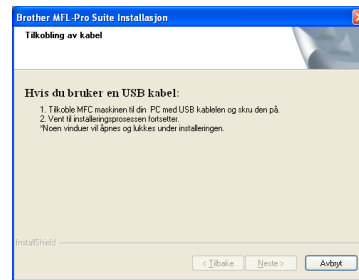 Brother MFL-Pro Suite Installasjon
Tilkobling av kabel
Hvis du bruker en USB kabel:
1. Tilkoble MFC maskinen til din PC med USB kablelen og skru den på.
2. Vent til installeringsprosessen fortsetter.
*Noen vinduer vil åpnes og lukkes under installeringen.
InstallShield
< Tilbake Neste > Avbryt